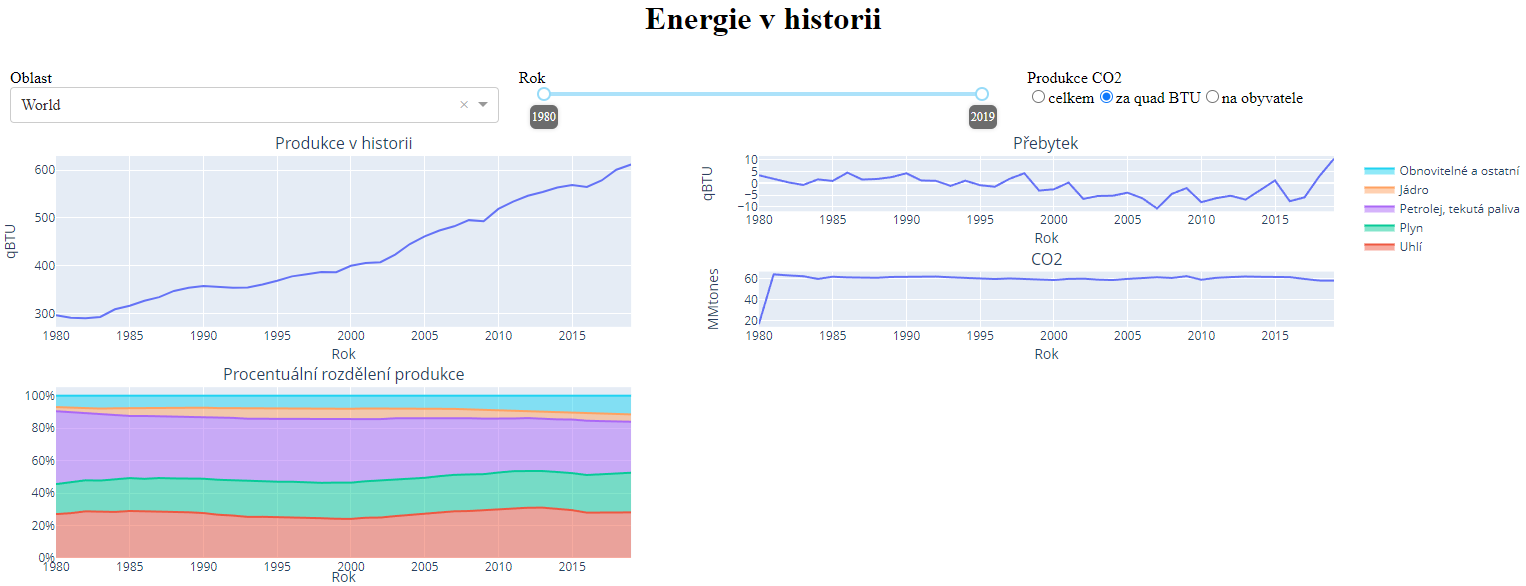 Energie v historii
Oblast
World
Rok
1980
2019
Produkce CO2
celkem za quad BTU na obyvatele
Produkce v historii
qBTU
600
500
400
300
1980 1985 1990 1995 2000 2005 2010 2015
Rok
Přebytek
qBTU
10
5
0
−5
−10
1980 1985 1990 1995 2000 2005 2010 2015
Rok
CO2
MMtones
60
40
20
1980 1985 1990 1995 2000 2005 2010 2015
Rok
Obnovitelné a ostatní
Jádro
Petrolej, tekutá paliva
Plyn
Uhlí
Procentuální rozdělení produkce
100%
80%
60%
40%
20%
0%
1980 1985 1990 1995 2000 2005 2010 2015
Rok